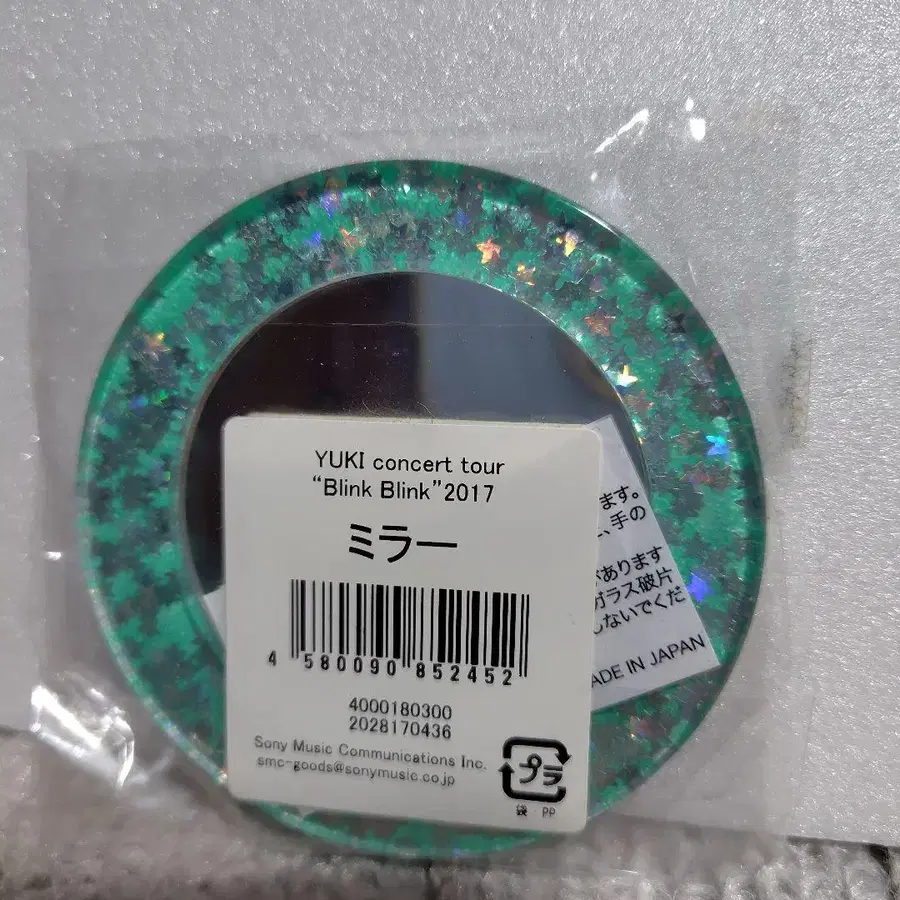 YUKI concert tour
“Blink Blink”2017
ミラー
4 580090 852452
4000180300
2028170436
Sony Music Communications Inc.
smc-goods@sonymusic.co.jp
プラ
袋 PP
ます。
、手の
があります
ガラス破片
しないでくだ
MADE IN JAPAN